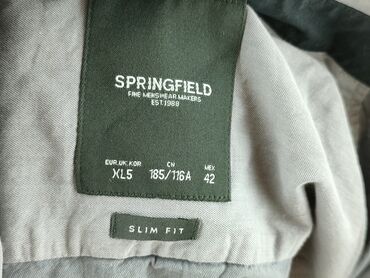 SPRINGFIELD
FINE MENSWEAR MAKERS
EST.1988
EUR.UK.KOR CN MEX
XL5 185/116A 42
SLIM FIT